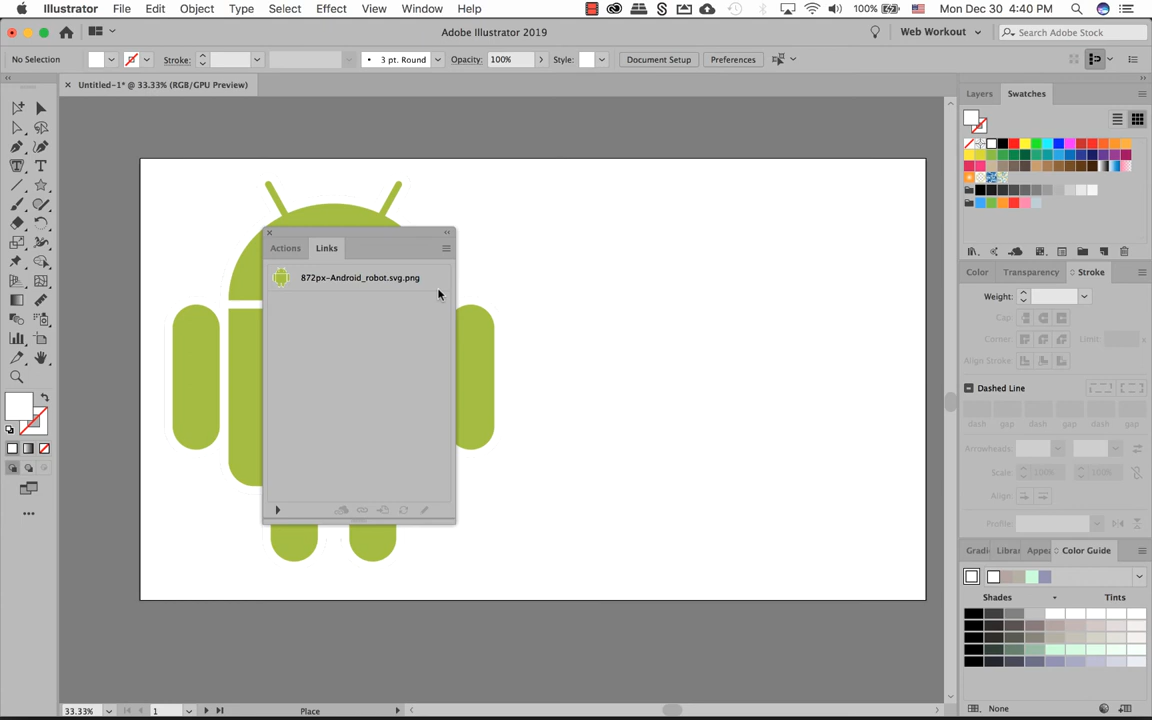 Illustrator File Edit Object Type Select Effect View Window Help 100% Mon Dec 30 4:40 PM
Adobe Illustrator 2019 Web Workout Search Adobe Stock
No Selection Stroke: 3 pt. Round Opacity: 100% Style: Document Setup Preferences
× Untitled-1* @ 33.33% (RGB/GPU Preview)
Layers Swatches
Actions Links
872px-Android_robot.svg.png
Color Transparency Stroke
Weight:
Cap:
Corner: Limit: x
Align Stroke:
Dashed Line
dash gap dash gap dash gap
Arrowheads:
Scale: 100% 100%
Align:
Profile:
Gradi Librar Appea Color Guide
Shades Tints
None
33.33% 1 Place